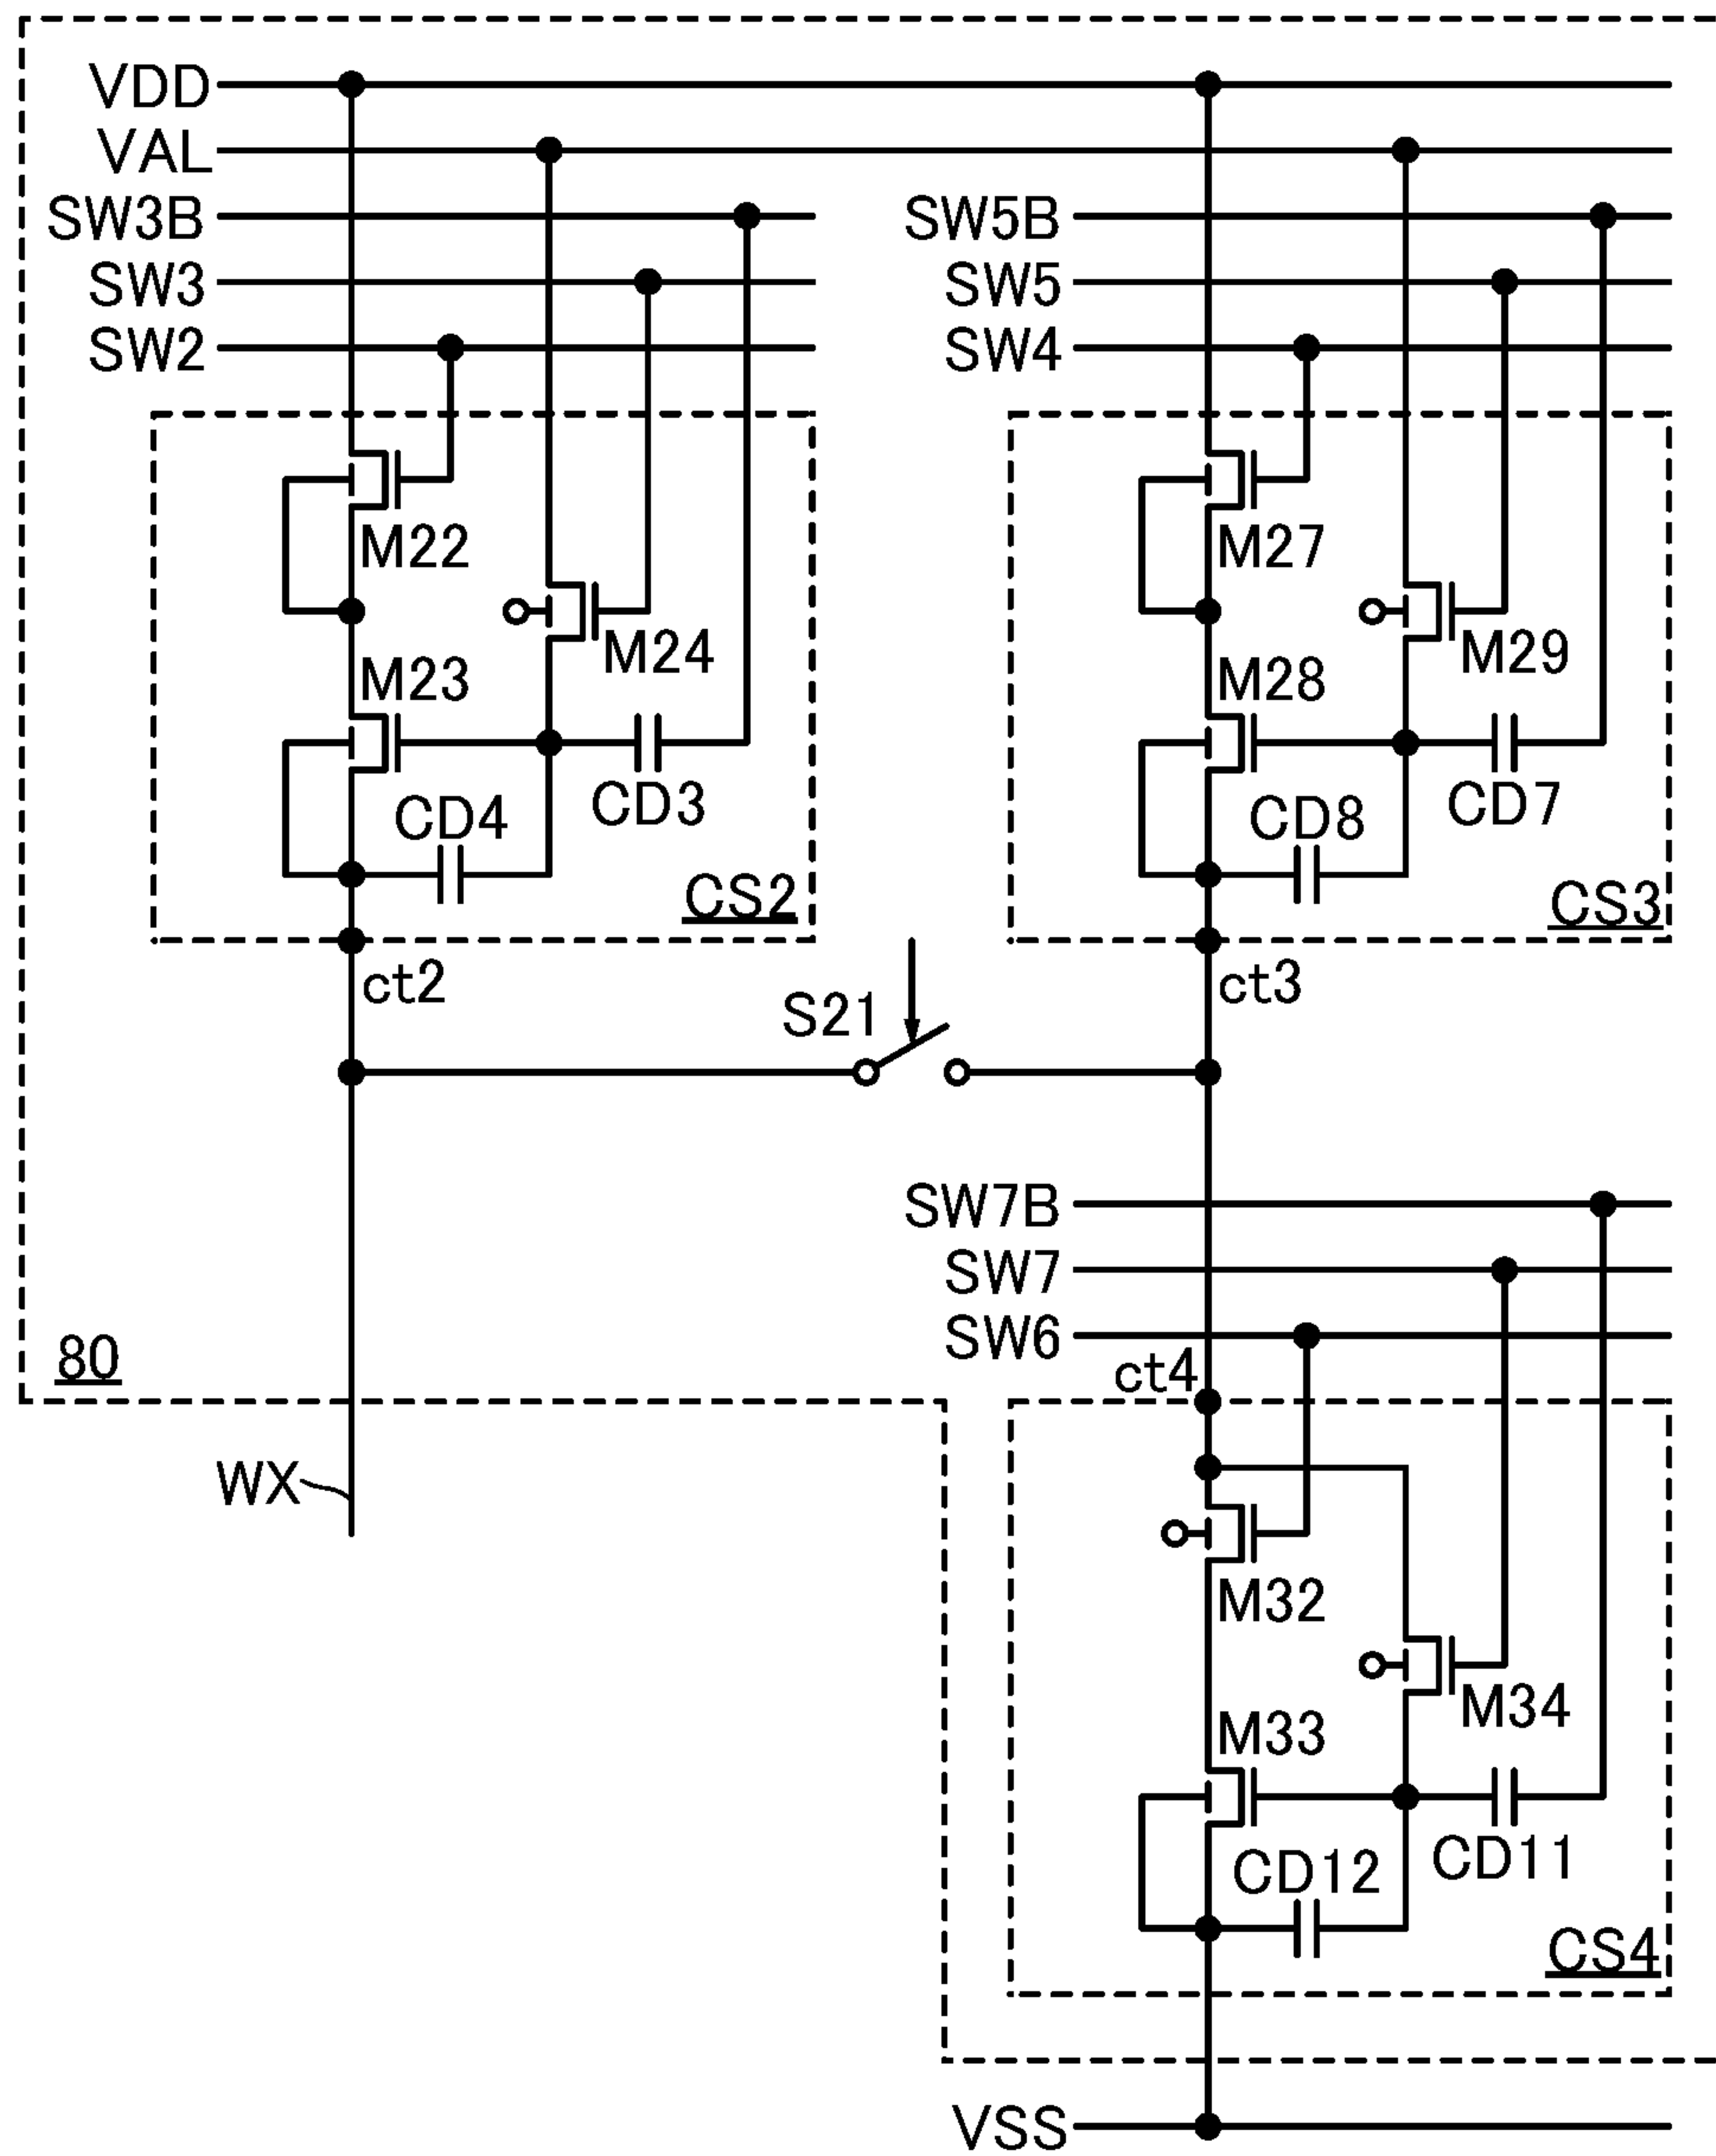 VDD
VAL
SW3B SW5B
SW3 SW5
SW2 SW4
M22 M27
M24 M29
M23 M28
CD4 CD3 CD8 CD7
CS2 CS3
ct2 ct3
S21
SW7B
SW7
SW6
80
ct4
WX
M32
M34
M33
CD12 CD11
CS4
VSS